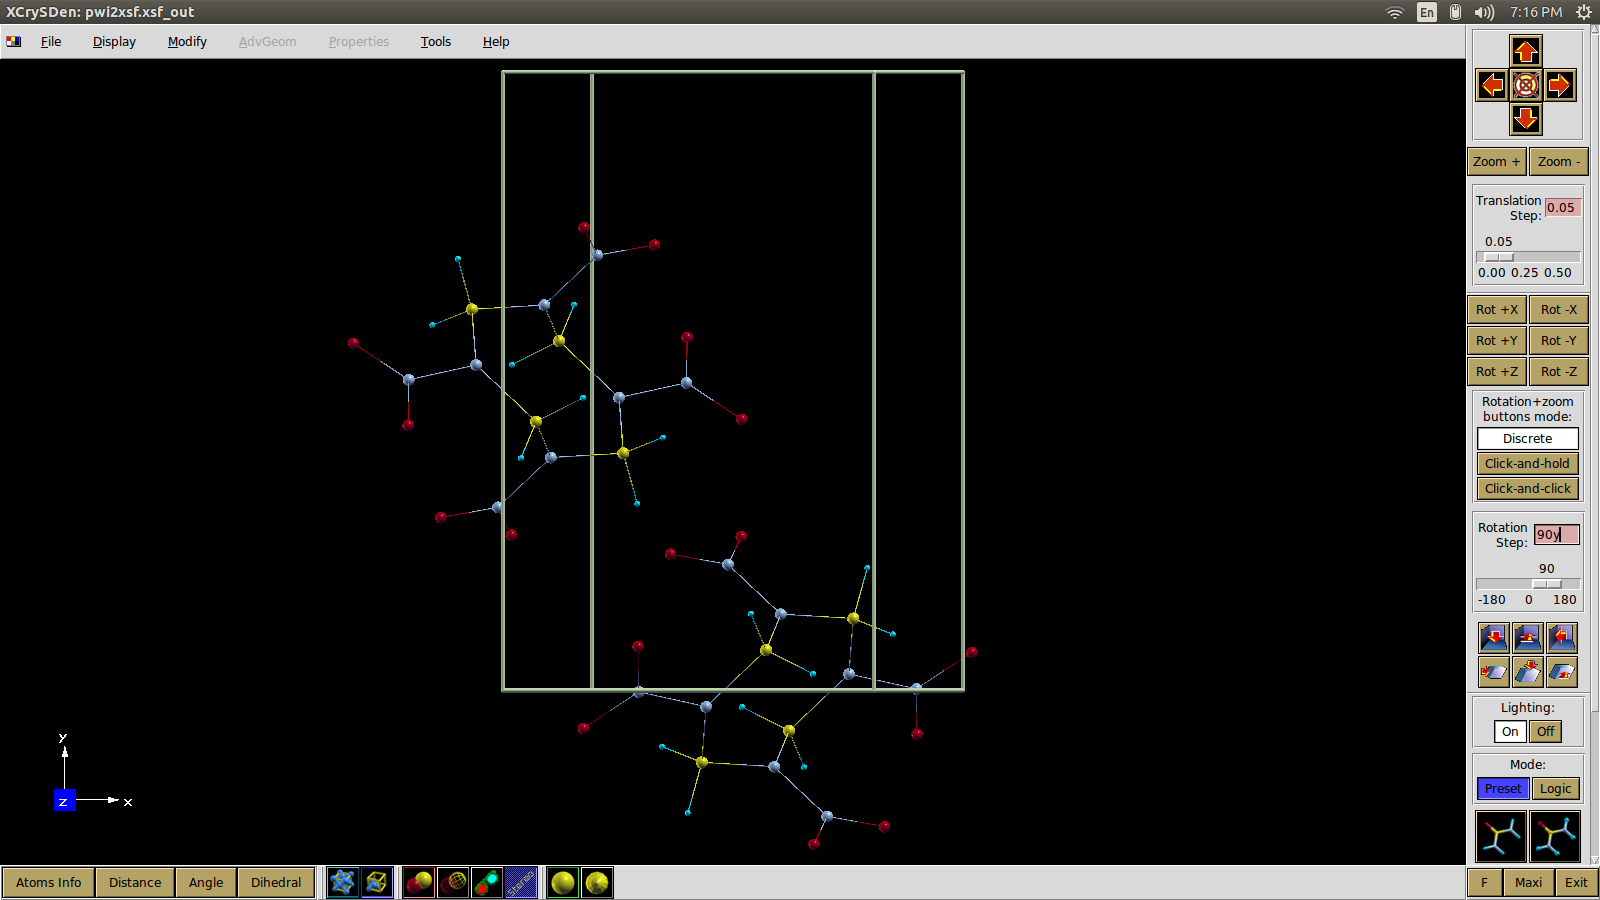 XCrySDen: pwi2xsf.xsf_out
En
7:16 PM
File Display Modify AdvGeom Properties Tools Help
Zoom + Zoom -
Translation
Step: 0.05
0.05
0.00 0.25 0.50
Rot +X Rot -X
Rot +Y Rot -Y
Rot +Z Rot -Z
Rotation+zoom
buttons mode:
Discrete
Click-and-hold
Click-and-click
Rotation
Step: 90y
90
-180 0 180
Lighting:
On Off
Mode:
Preset Logic
y
z x
Atoms Info Distance Angle Dihedral
Stereo
F Maxi Exit